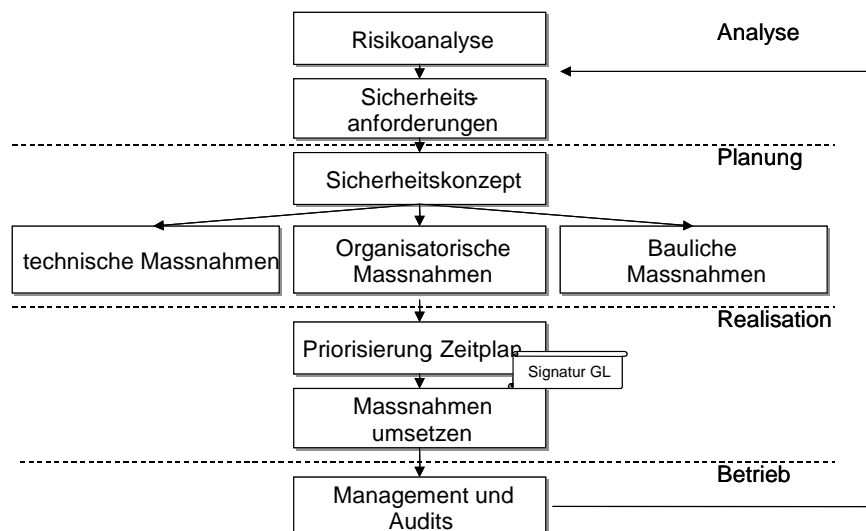 Risikoanalyse
Analyse
Sicherheits-
anforderungen
Planung
Sicherheitskonzept
technische Massnahmen
Organisatorische
Massnahmen
Bauliche
Massnahmen
Realisation
Priorisierung Zeitplan
Signatur GL
Massnahmen
umsetzen
Betrieb
Management und
Audits